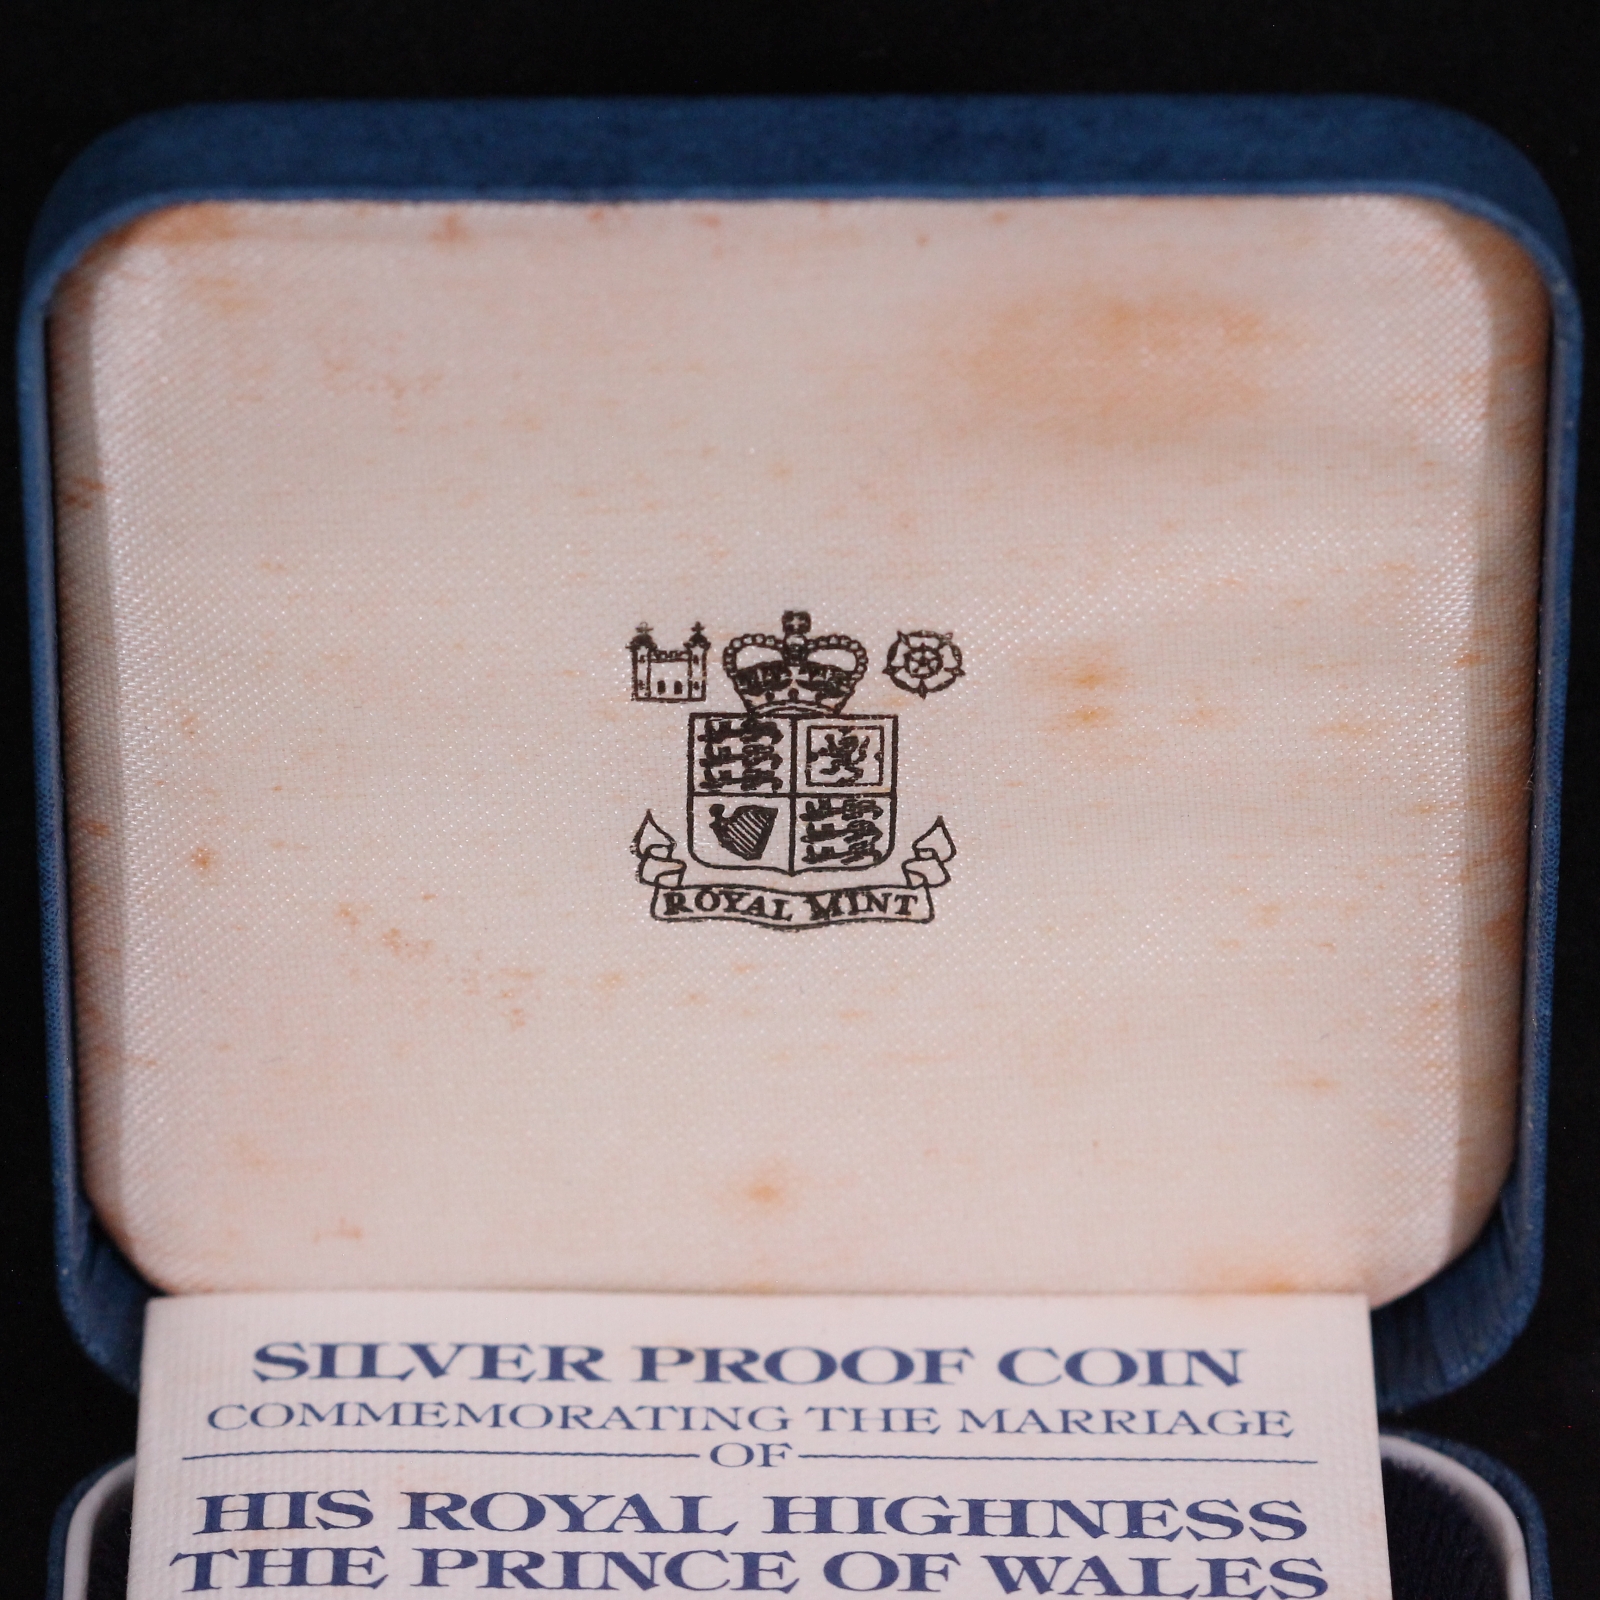 ROYAL MINT
SILVER PROOF COIN
COMMEMORATING THE MARRIAGE
OF
HIS ROYAL HIGHNESS
THE PRINCE OF WALES